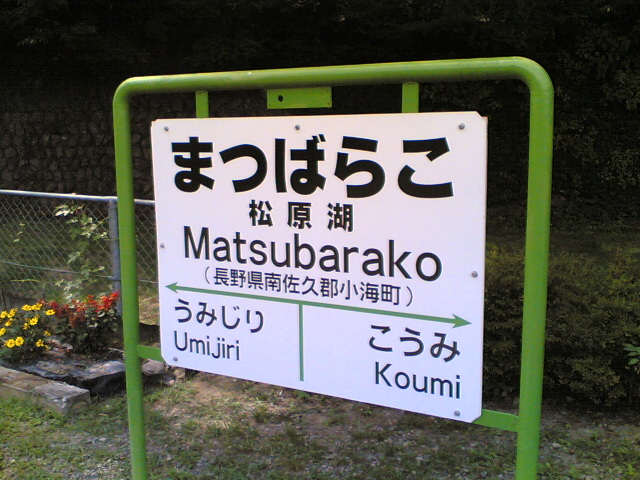 まつばらこ
松原湖
Matsubarako
(長野県南佐久郡小海町)
うみじり こうみ
Umijiri Koumi